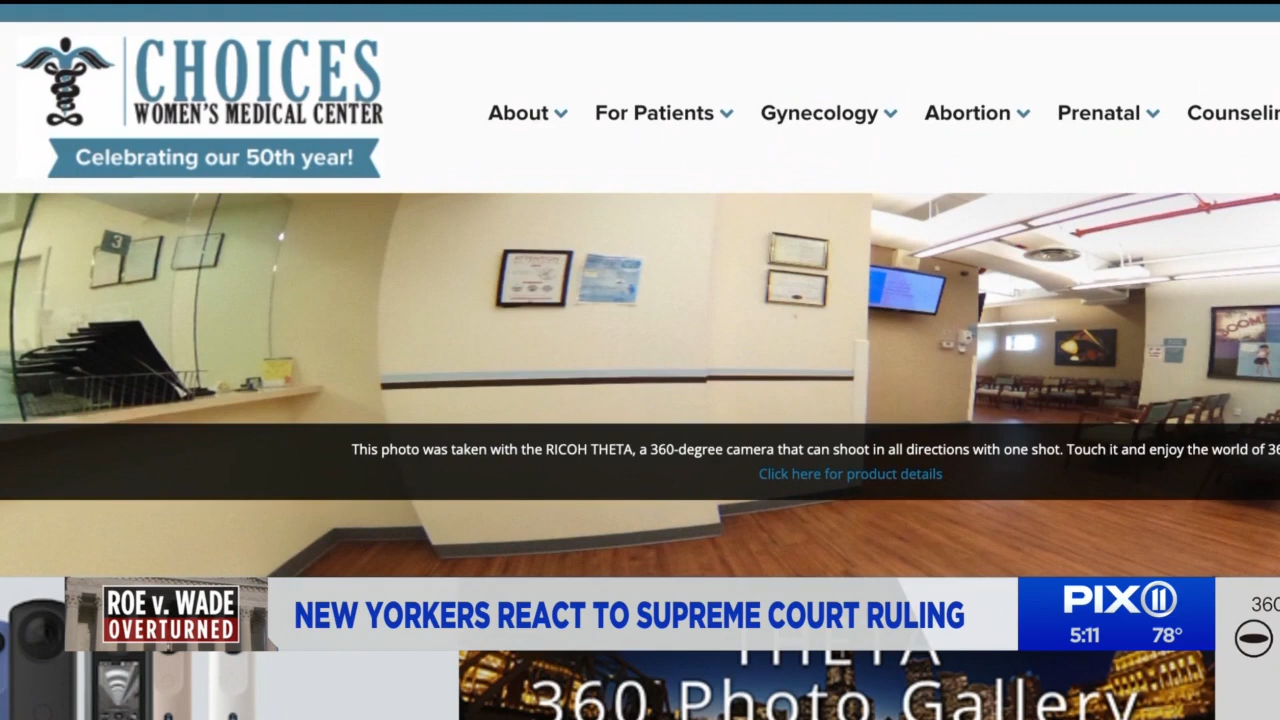 CHOICES
WOMEN'S MEDICAL CENTER
Celebrating our 50th year!
About
For Patients
Gynecology
Abortion
Prenatal
Counselin
3
ATTENTION
ZOOM!
This photo was taken with the RICOH THETA, a 360-degree camera that can shoot in all directions with one shot. Touch it and enjoy the world of 36
Click here for product details
ROE v. WADE
OVERTURNED
NEW YORKERS REACT TO SUPREME COURT RULING
PIX11
5:11 78°
360
THETA
360 Photo Gallery